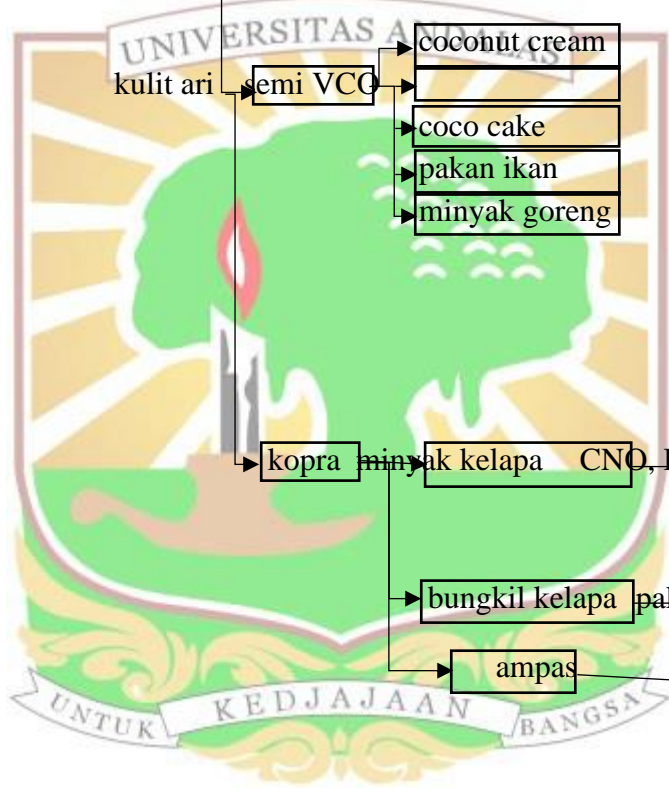 UNIVERSITAS ANDALAS
coconut cream
kulit ari semi VCO
coco cake
pakan ikan
minyak goreng
kopra minyak kelapa CNO,
bungkil kelapa
ampas
UNTUK KEDJAJAAN BANGSA